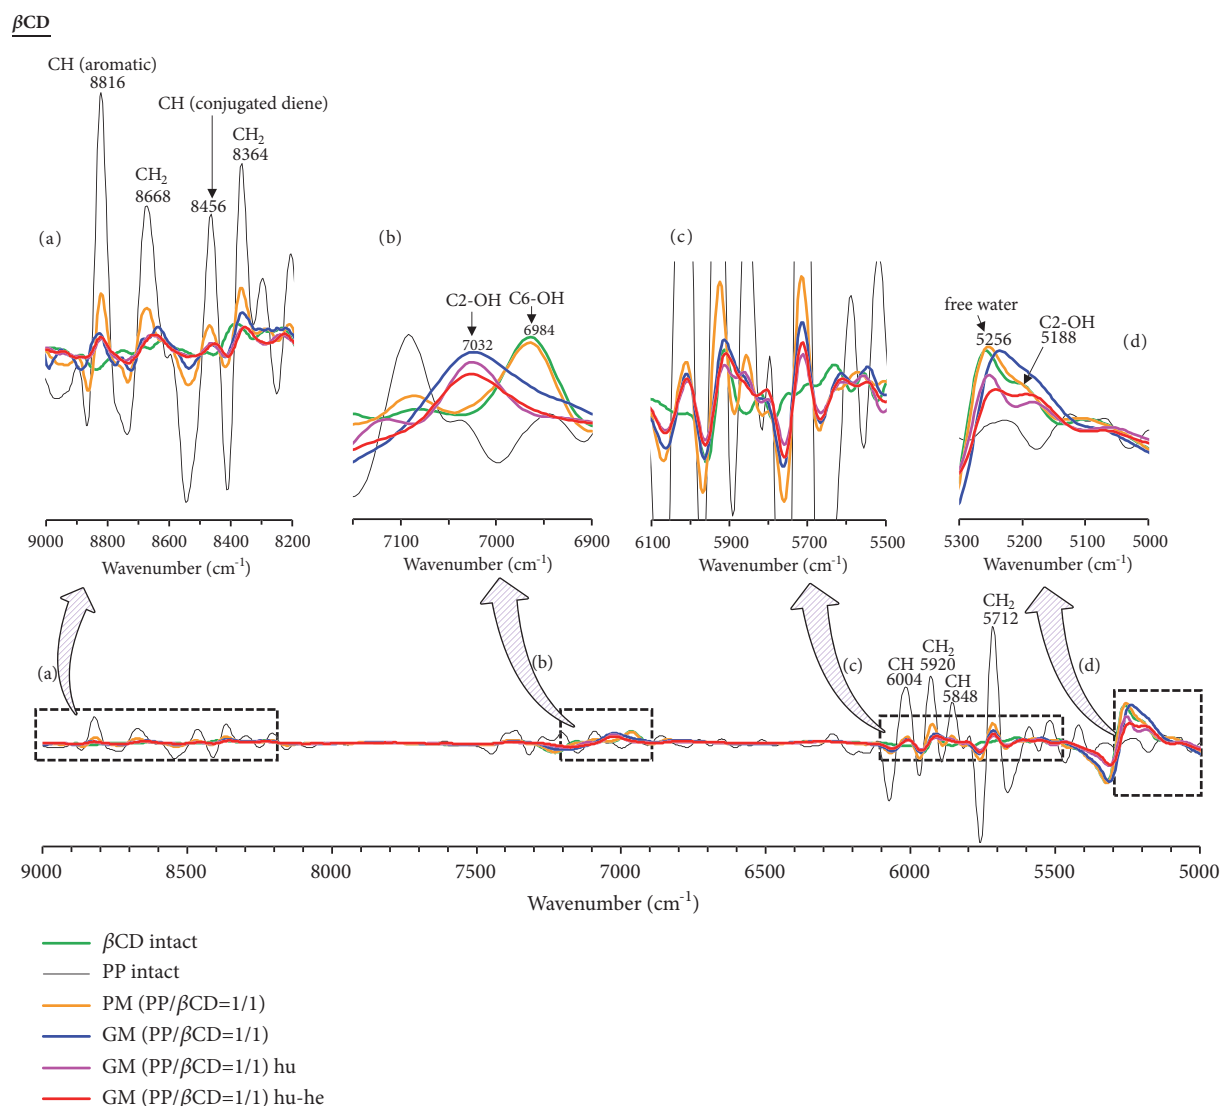 βCD
CH (aromatic)
8816
CH (conjugated diene)
CH₂
8364
CH₂
8668
8456
(a)
9000 8800 8600 8400 8200
Wavenumber (cm⁻¹)
(b)
C2-OH
7032
C6-OH
6984
7100 7000 6900
Wavenumber (cm⁻¹)
(c)
6100 5900 5700 5500
Wavenumber (cm⁻¹)
free water
5256
C2-OH
5188
(d)
5300 5200 5100 5000
Wavenumber (cm⁻¹)
(a)
(b)
(c)
(d)
CH
6004
CH₂
5920
CH
5848
CH₂
5712
9000 8500 8000 7500 7000 6500 6000 5500 5000
Wavenumber (cm⁻¹)
βCD intact
PP intact
PM (PP/βCD=1/1)
GM (PP/βCD=1/1)
GM (PP/βCD=1/1) hu
GM (PP/βCD=1/1) hu-he